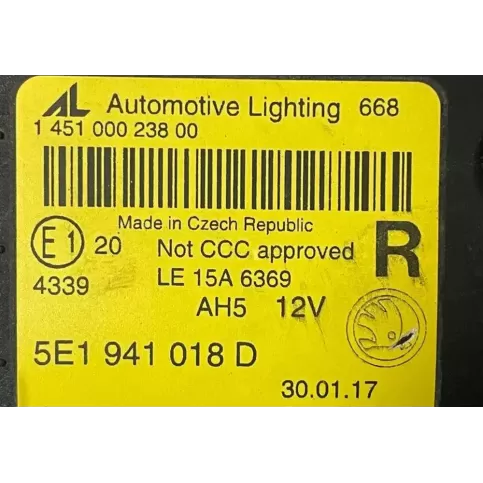 AL Automotive Lighting 668
1 451 000 238 00
Made in Czech Republic
E1 20 Not CCC approved R
4339 LE 15A 6369
AH5 12V
5E1 941 018 D
30.01.17